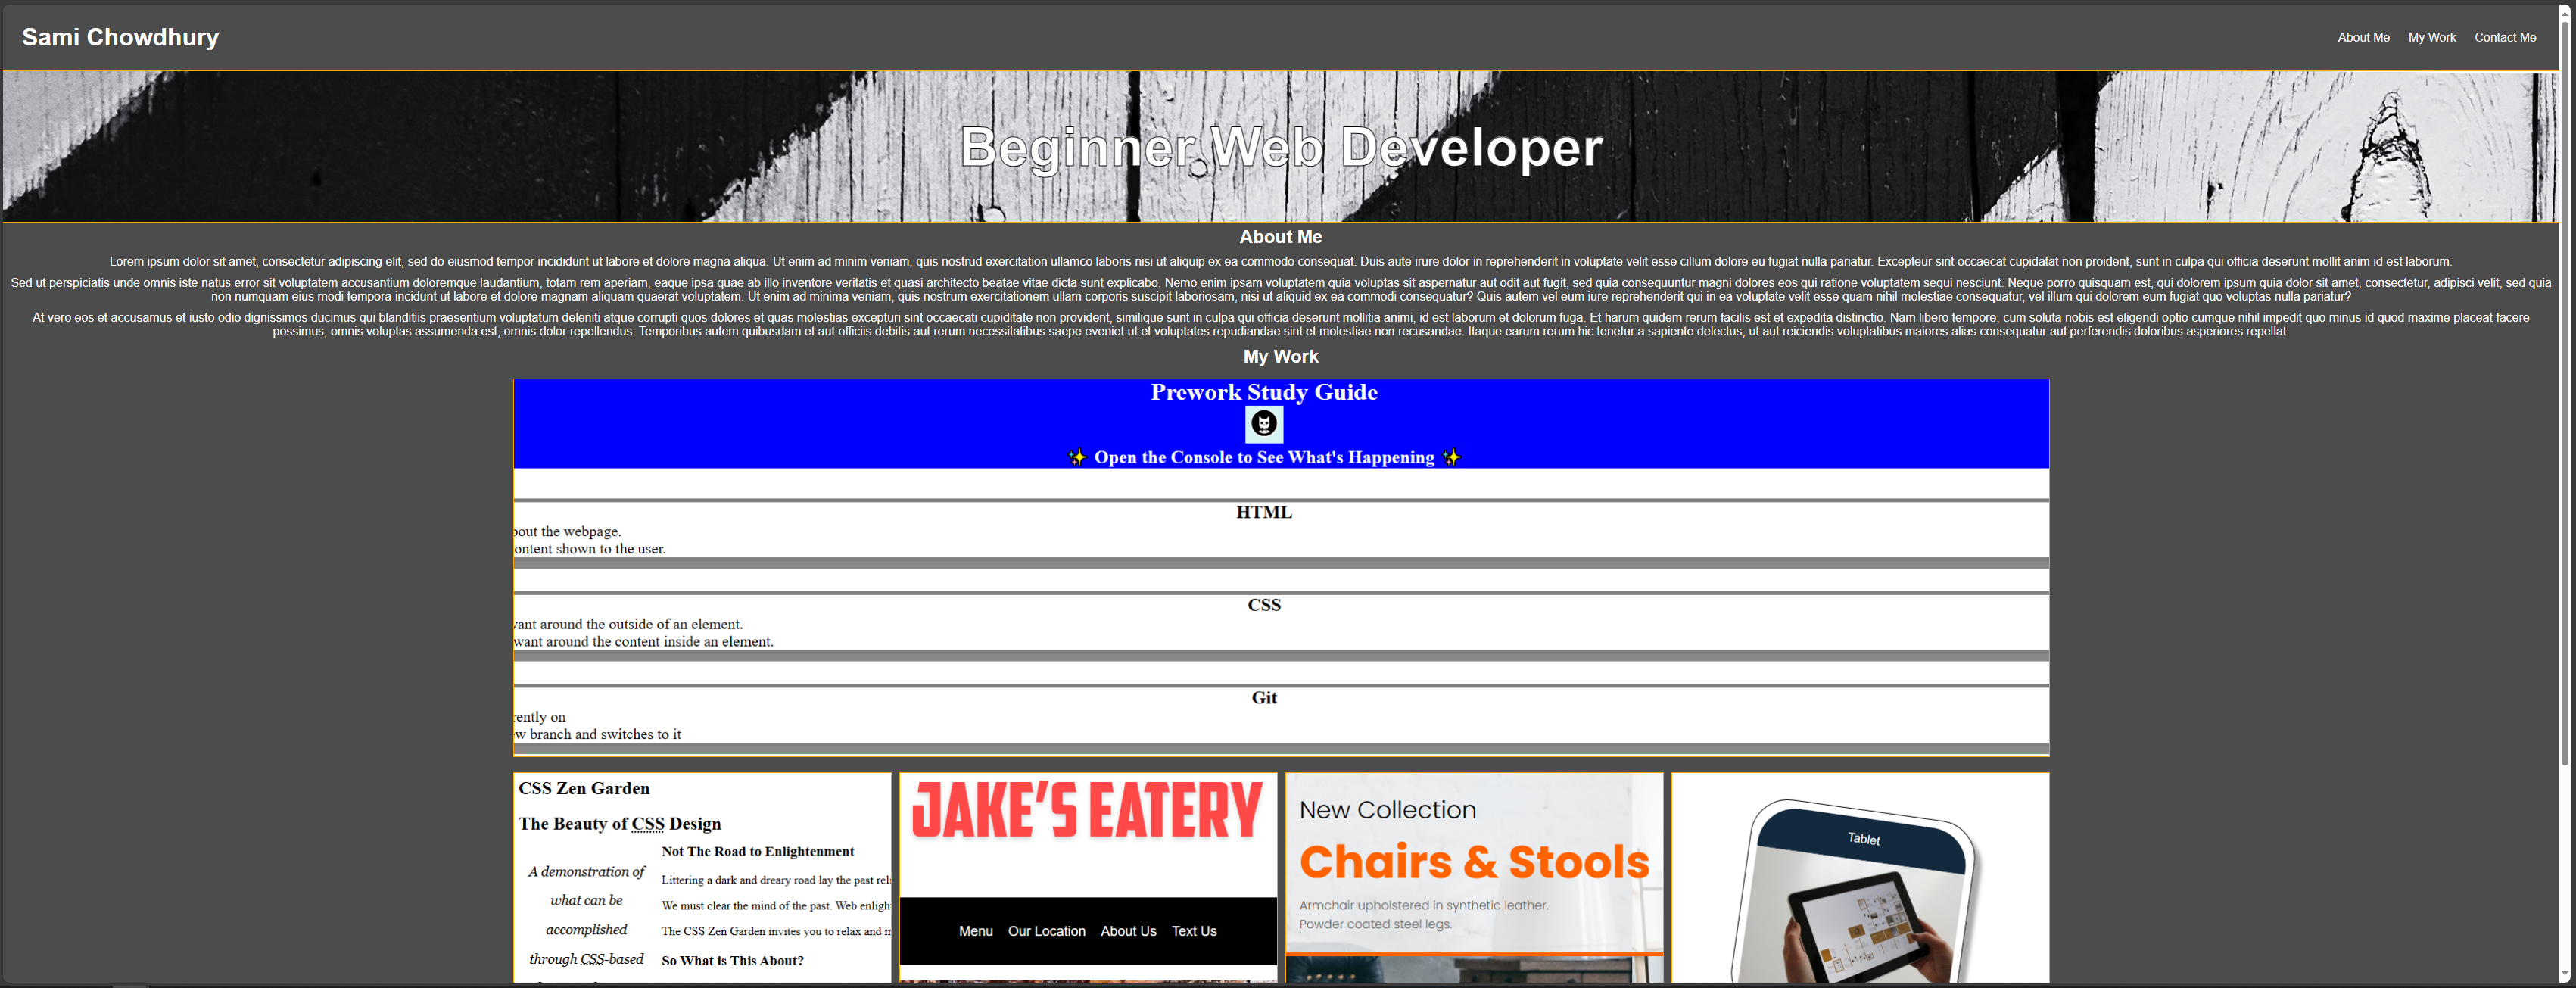 Sami Chowdhury
About Me
My Work
Contact Me
Beginner Web Developer
About Me
Lorem ipsum dolor sit amet, consectetur adipiscing elit, sed do eiusmod tempor incididunt ut labore et dolore magna aliqua. Ut enim ad minim veniam, quis nostrud exercitation ullamco laboris nisi ut aliquip ex ea commodo consequat. Duis aute irure dolor in reprehenderit in voluptate velit esse cillum dolore eu fugiat nulla pariatur. Excepteur sint occaecat cupidatat non proident, sunt in culpa qui officia deserunt mollit anim id est laborum.
Sed ut perspiciatis unde omnis iste natus error sit voluptatem accusantium doloremque laudantium, totam rem aperiam, eaque ipsa quae ab illo inventore veritatis et quasi architecto beatae vitae dicta sunt explicabo. Nemo enim ipsam voluptatem quia voluptas sit aspernatur aut odit aut fugit, sed quia consequuntur magni dolores eos qui ratione voluptatem sequi nesciunt. Neque porro quisquam est, qui dolorem ipsum quia dolor sit amet, consectetur, adipisci velit, sed quia
non numquam eius modi tempora incidunt ut labore et dolore magnam aliquam quaerat voluptatem. Ut enim ad minima veniam, quis nostrum exercitationem ullam corporis suscipit laboriosam, nisi ut aliquid ex ea commodi consequatur? Quis autem vel eum iure reprehenderit qui in ea voluptate velit esse quam nihil molestiae consequatur, vel illum qui dolorem eum fugiat quo voluptas nulla pariatur?
At vero eos et accusamus et iusto odio dignissimos ducimus qui blanditiis praesentium voluptatum deleniti atque corrupti quos dolores et quas molestias excepturi sint occaecati cupiditate non provident, similique sunt in culpa qui officia deserunt mollitia animi, id est laborum et dolorum fuga. Et harum quidem rerum facilis est et expedita distinctio. Nam libero tempore, cum soluta nobis est eligendi optio cumque nihil impedit quo minus id quod maxime placeat facere
possimus, omnis voluptas assumenda est, omnis dolor repellendus. Temporibus autem quibusdam et aut officiis debitis aut rerum necessitatibus saepe eveniet ut et voluptates repudiandae sint et molestiae non recusandae. Itaque earum rerum hic tenetur a sapiente delectus, ut aut reiciendis voluptatibus maiores alias consequatur aut perferendis doloribus asperiores repellat.
My Work
Prework Study Guide
✨ Open the Console to See What's Happening ✨
HTML
bout the webpage.
ontent shown to the user.
CSS
vant around the outside of an element.
want around the content inside an element.
Git
rently on
w branch and switches to it
CSS Zen Garden
The Beauty of CSS Design
A demonstration of
what can be
accomplished
through CSS-based
Not The Road to Enlightenment
Littering a dark and dreary road lay the past rel
We must clear the mind of the past. Web enligh
The CSS Zen Garden invites you to relax and m
So What is This About?
JAKE'S EATERY
Menu
Our Location
About Us
Text Us
New Collection
Chairs & Stools
Armchair upholstered in synthetic leather.
Powder coated steel legs.
Tablet